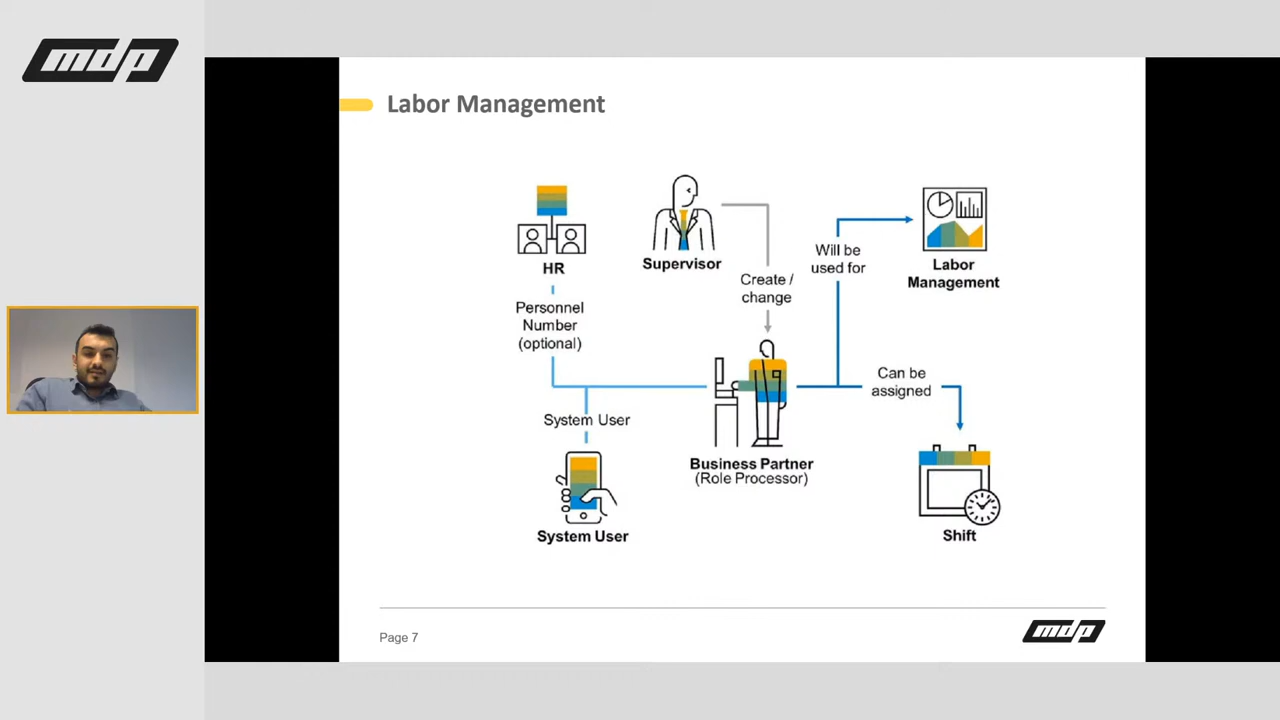 mdp
Labor Management
HR
Supervisor
Will be
used for
Labor
Management
Personnel
Number
(optional)
Create /
change
Can be
assigned
System User
Business Partner
(Role Processor)
System User
Shift
Page 7
mdp